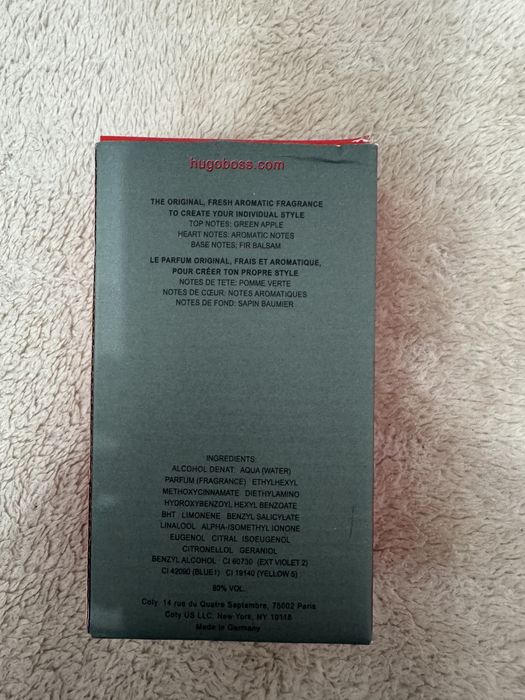 hugoboss.com
THE ORIGINAL, FRESH AROMATIC FRAGRANCE
TO CREATE YOUR INDIVIDUAL STYLE
TOP NOTES: GREEN APPLE
HEART NOTES: AROMATIC NOTES
BASE NOTES: FIR BALSAM
LE PARFUM ORIGINAL, FRAIS ET AROMATIQUE,
POUR CRÉER TON PROPRE STYLE
NOTES DE TETE: POMME VERTE
NOTES DE CŒUR: NOTES AROMATIQUES
NOTES DE FOND: SAPIN BAUMIER
INGREDIENTS:
ALCOHOL DENAT. AQUA (WATER)
PARFUM (FRAGRANCE) ETHYLHEXYL
METHOXYCINNAMATE DIETHYLAMINO
HYDROXYBENZOYL HEXYL BENZOATE
BHT LIMONENE BENZYL SALICYLATE
LINALOOL ALPHA-ISOMETHYL IONONE
EUGENOL CITRAL ISOEUGENOL
CITRONELLOL GERANIOL
BENZYL ALCOHOL CI 60730 (EXT VIOLET 2)
CI 42090 (BLUE1) CI 19140 (YELLOW 5)
80% VOL.
Coty, 14 rue du Quatre Septembre, 75002 Paris
Coty US LLC, New York, NY 10118
Made in Germany